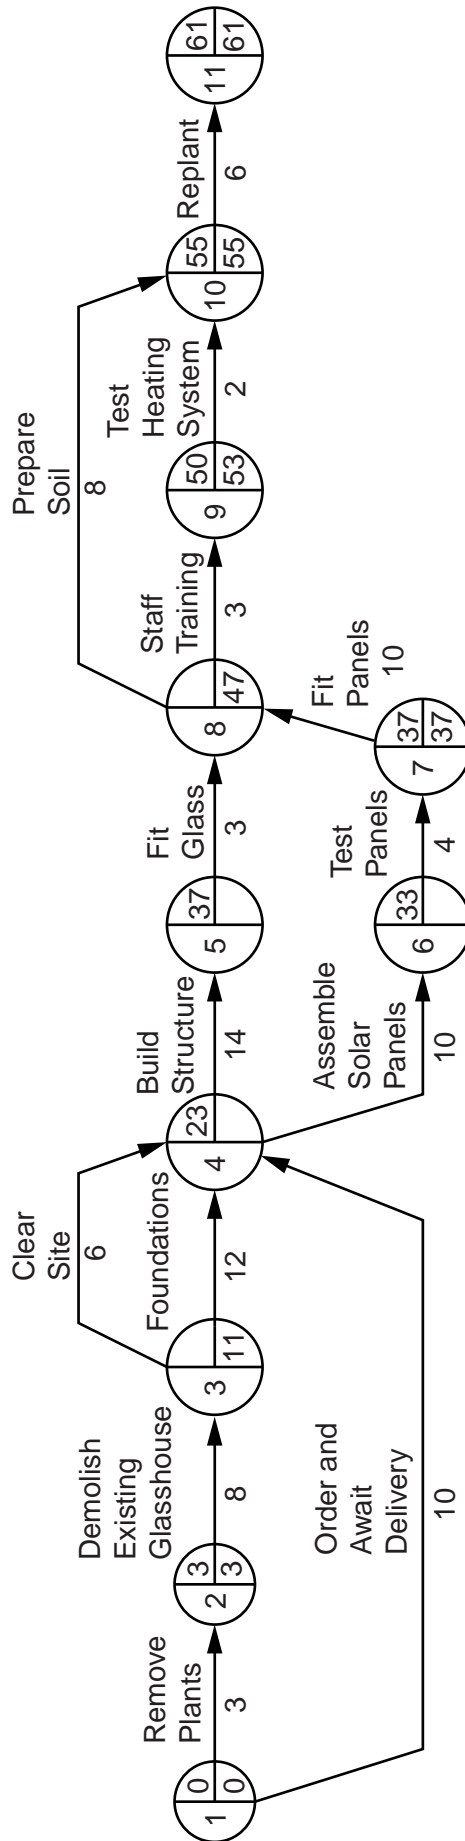 1
0
0
Remove
Plants
3
2
3
3
Demolish
Existing
Glasshouse
8
3
11
Clear
Site
6
Foundations
12
Order and
Await
Delivery
10
4
23
Build
Structure
14
5
37
Fit
Glass
3
Assemble
Solar
Panels
10
6
33
Test
Panels
4
7
37
37
Fit
Panels
10
8
47
Prepare
Soil
8
Staff
Training
3
9
50
53
Test
Heating
System
2
10
55
55
Replant
6
11
61
61